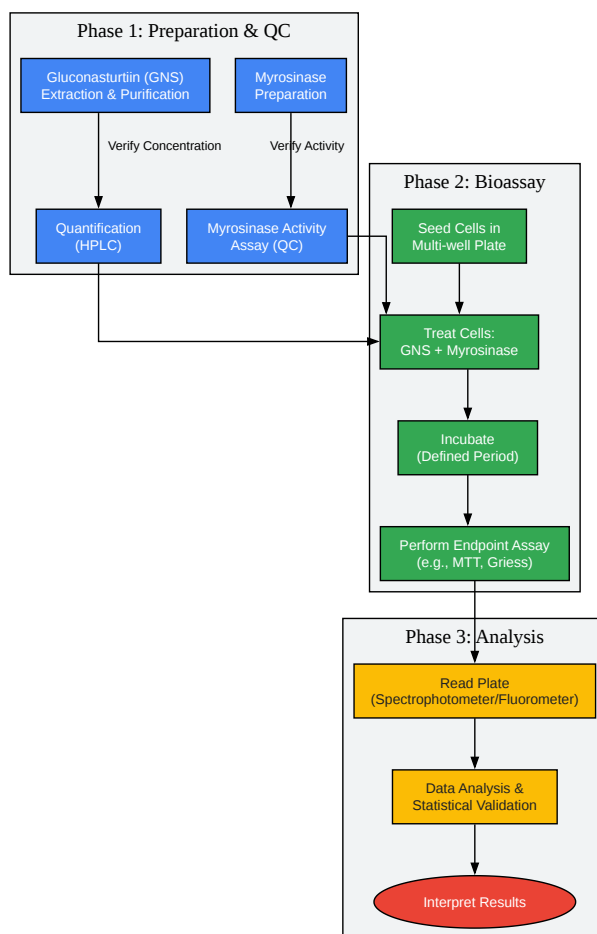 Phase 1: Preparation & QC
Gluconasturtiin (GNS)
Extraction & Purification
Myrosinase
Preparation
Verify Concentration
Verify Activity
Quantification
(HPLC)
Myrosinase Activity
Assay (QC)
Phase 2: Bioassay
Seed Cells in
Multi-well Plate
Treat Cells:
GNS + Myrosinase
Incubate
(Defined Period)
Perform Endpoint Assay
(e.g., MTT, Griess)
Phase 3: Analysis
Read Plate
(Spectrophotometer/Fluorometer)
Data Analysis &
Statistical Validation
Interpret Results